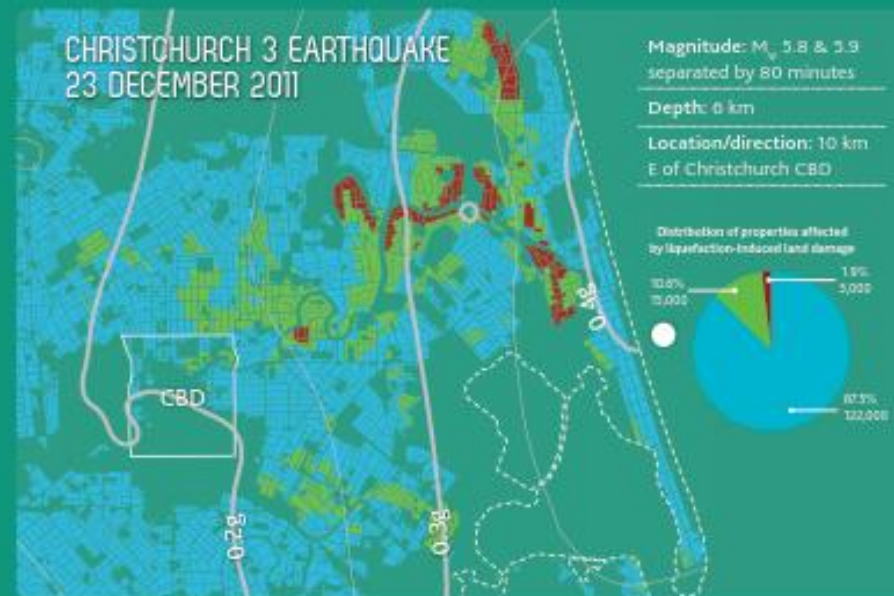 CHRISTCHURCH 3 EARTHQUAKE
23 DECEMBER 2011
Magnitude: Mw 5.8 & 5.9
separated by 80 minutes
Depth: 6 km
Location/direction: 10 km
E of Christchurch CBD
Distribution of properties affected
by liquefaction-induced land damage
10.6%
15,000
1.9%
3,000
87.5%
122,000
CBD
0.2g
0.3g
0.4g